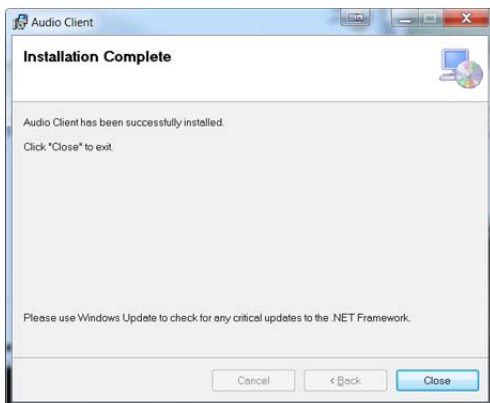 Audio Client
Installation Complete
Audio Client has been successfully installed.
Click "Close" to exit.
Please use Windows Update to check for any critical updates to the .NET Framework.
Cancel
< Back
Close